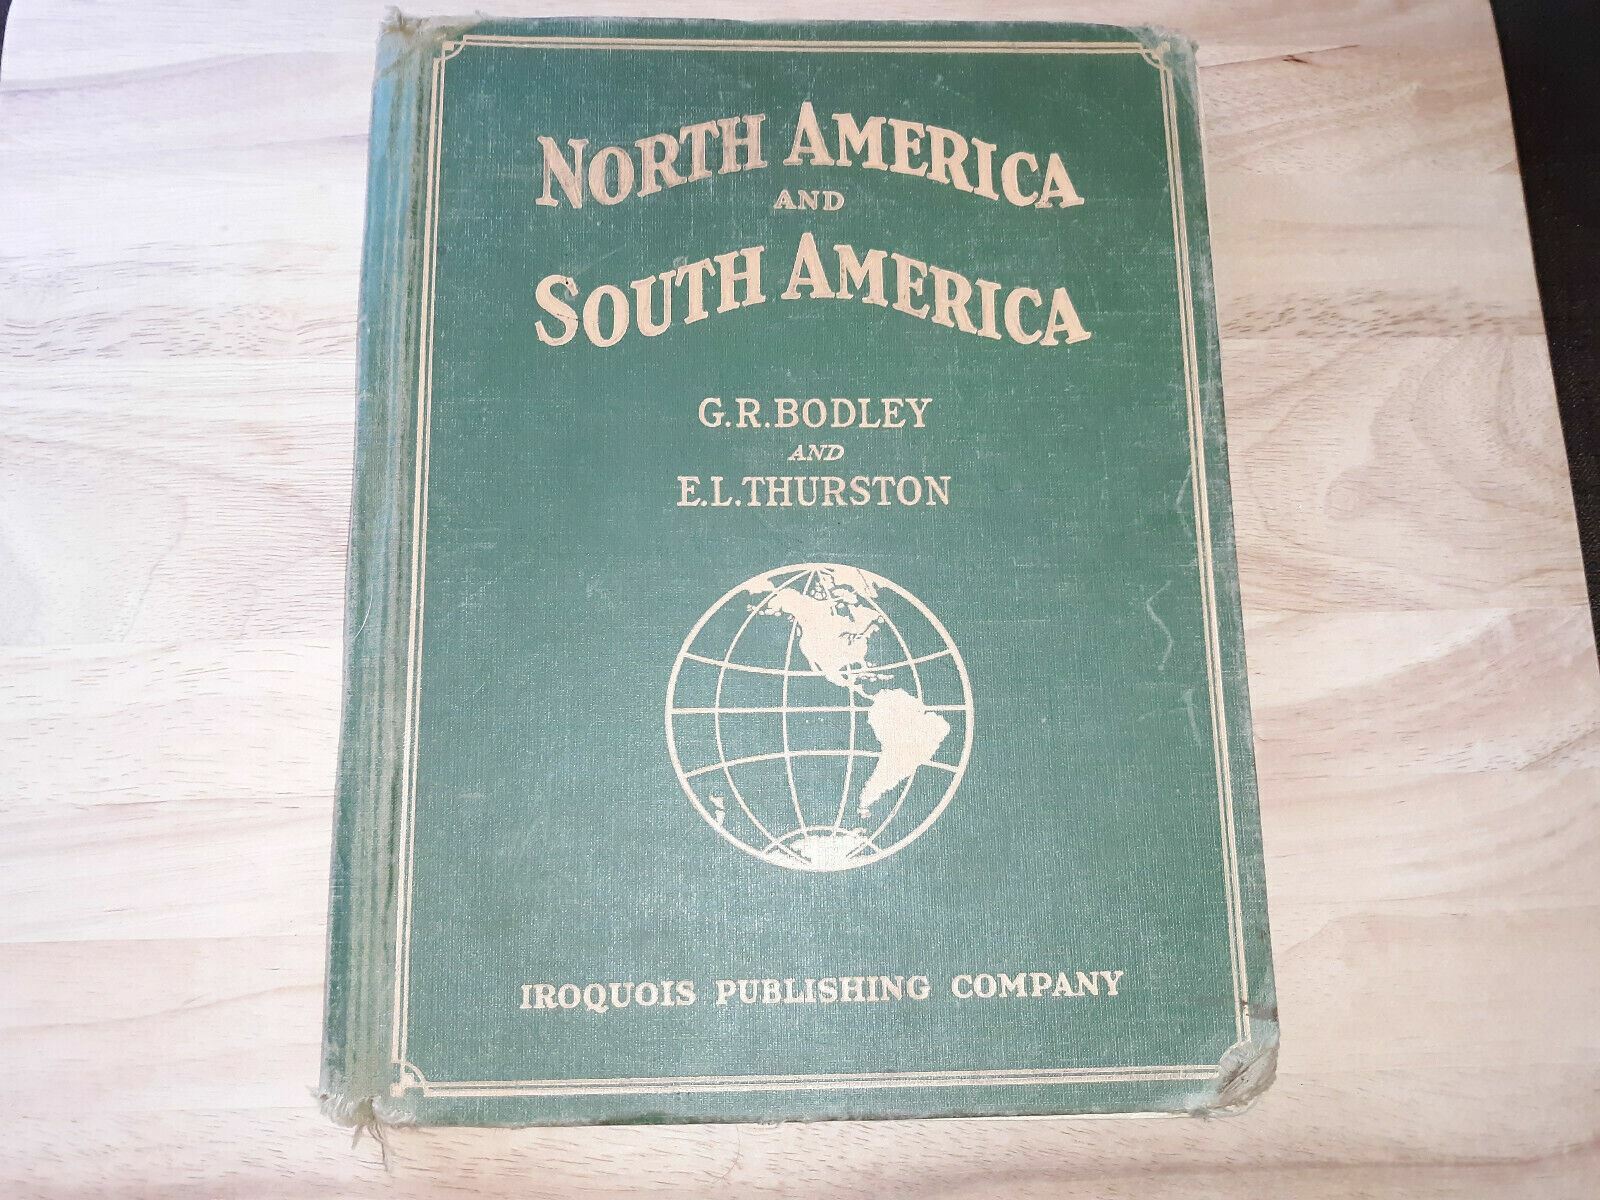 NORTH AMERICA
AND
SOUTH AMERICA
G.R.BODLEY
AND
E.L.THURSTON
IROQUOIS PUBLISHING COMPANY